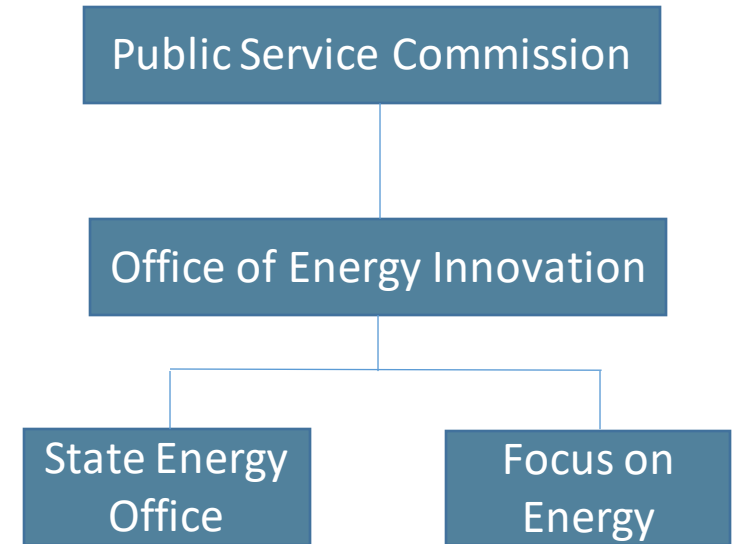 Public Service Commission
Office of Energy Innovation
State Energy
Office
Focus on
Energy